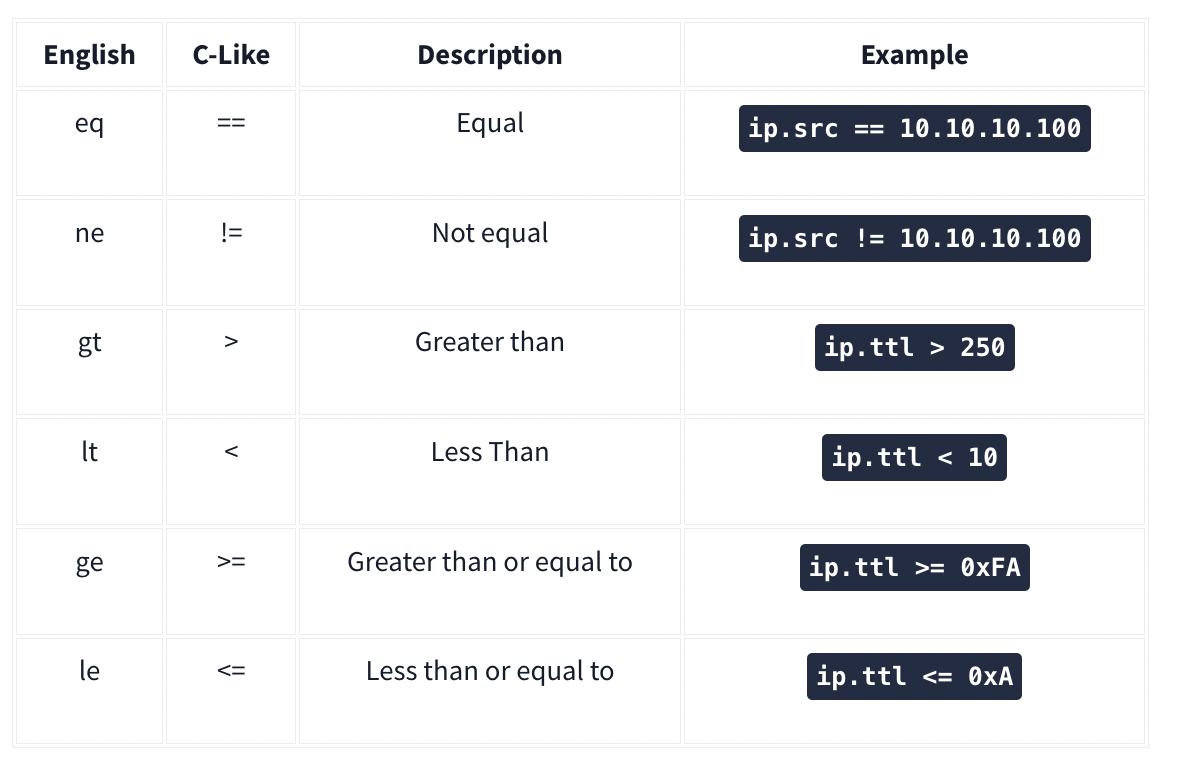 English C-Like Description Example
eq == Equal ip.src == 10.10.10.100
ne != Not equal ip.src != 10.10.10.100
gt > Greater than ip.ttl > 250
lt < Less Than ip.ttl < 10
ge >= Greater than or equal to ip.ttl >= 0xFA
le <= Less than or equal to ip.ttl <= 0xA